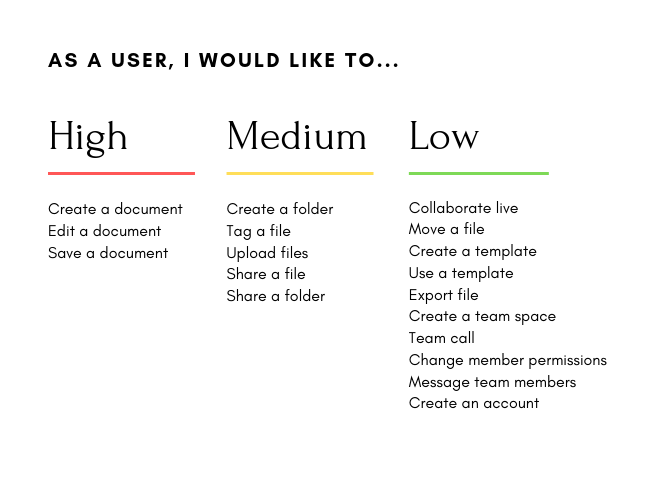 AS A USER, I WOULD LIKE TO...
High
Create a document
Edit a document
Save a document
Medium
Create a folder
Tag a file
Upload files
Share a file
Share a folder
Low
Collaborate live
Move a file
Create a template
Use a template
Export file
Create a team space
Team call
Change member permissions
Message team members
Create an account